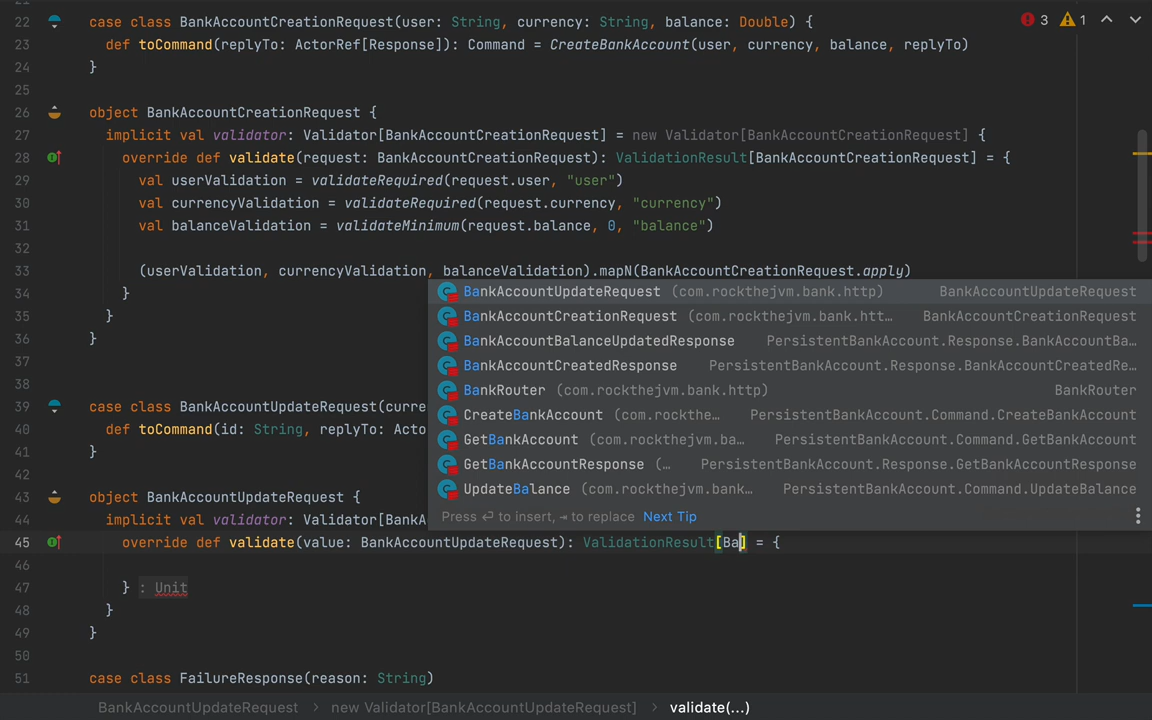 22 case class BankAccountCreationRequest(user: String, currency: String, balance: Double) { 3 1
23 def toCommand(replyTo: ActorRef[Response]): Command = CreateBankAccount(user, currency, balance, replyTo)
24 }
25
26 object BankAccountCreationRequest {
27 implicit val validator: Validator[BankAccountCreationRequest] = new Validator[BankAccountCreationRequest] {
28 override def validate(request: BankAccountCreationRequest): ValidationResult[BankAccountCreationRequest] = {
29 val userValidation = validateRequired(request.user, "user")
30 val currencyValidation = validateRequired(request.currency, "currency")
31 val balanceValidation = validateMinimum(request.balance, 0, "balance")
32
33 (userValidation, currencyValidation, balanceValidation).mapN(BankAccountCreationRequest.apply)
34 }
BankAccountUpdateRequest (com.rockthejvm.bank.http) BankAccountUpdateRequest
35 }
BankAccountCreationRequest (com.rockthejvm.bank.htt… BankAccountCreationRequest
36 }
BankAccountBalanceUpdatedResponse PersistentBankAccount.Response.BankAccountBa…
37
BankAccountCreatedResponse PersistentBankAccount.Response.BankAccountCreatedRe…
38
BankRouter (com.rockthejvm.bank.http) BankRouter
39 case class BankAccountUpdateRequest(curre
CreateBankAccount (com.rockthe… PersistentBankAccount.Command.CreateBankAccount
40 def toCommand(id: String, replyTo: Acto
GetBankAccount (com.rockthejvm.ba… PersistentBankAccount.Command.GetBankAccount
41 }
GetBankAccountResponse (… PersistentBankAccount.Response.GetBankAccountResponse
42
UpdateBalance (com.rockthejvm.bank… PersistentBankAccount.Command.UpdateBalance
43 object BankAccountUpdateRequest {
Press ↵ to insert, ⇥ to replace Next Tip
44 implicit val validator: Validator[BankA
45 override def validate(value: BankAccountUpdateRequest): ValidationResult[Ba] = {
46
47 } : Unit
48 }
49 }
50
51 case class FailureResponse(reason: String)
BankAccountUpdateRequest > new Validator[BankAccountUpdateRequest] > validate(...)